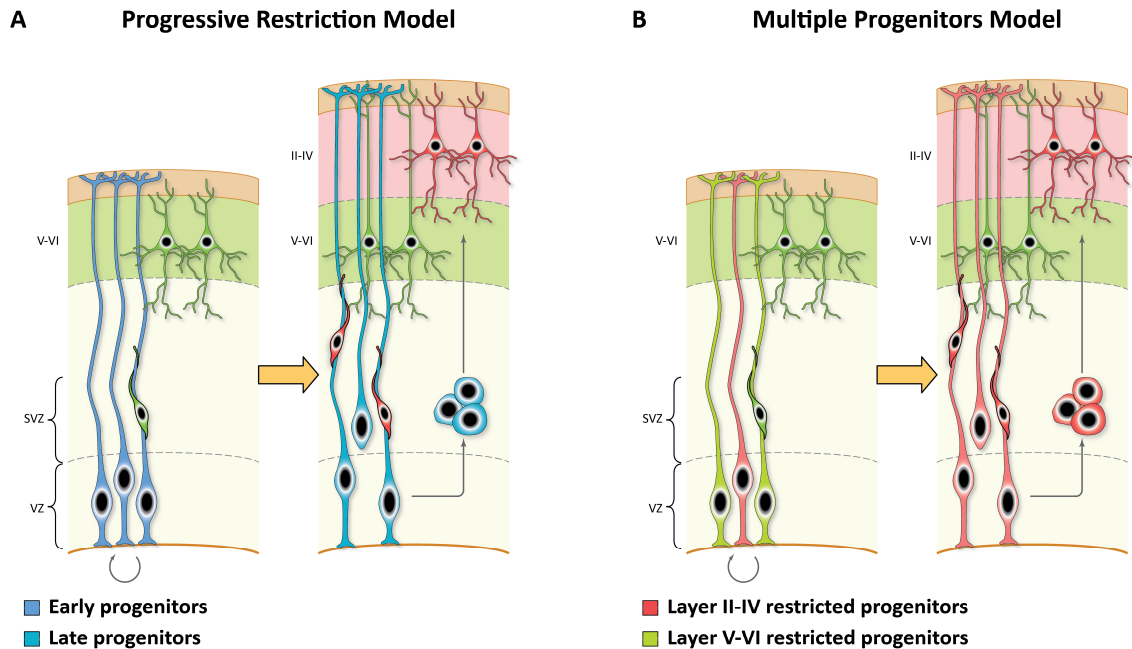 A
Progressive Restriction Model
V-VI
SVZ
VZ
II-IV
V-VI
Early progenitors
Late progenitors
B
Multiple Progenitors Model
V-VI
SVZ
VZ
II-IV
V-VI
Layer II-IV restricted progenitors
Layer V-VI restricted progenitors